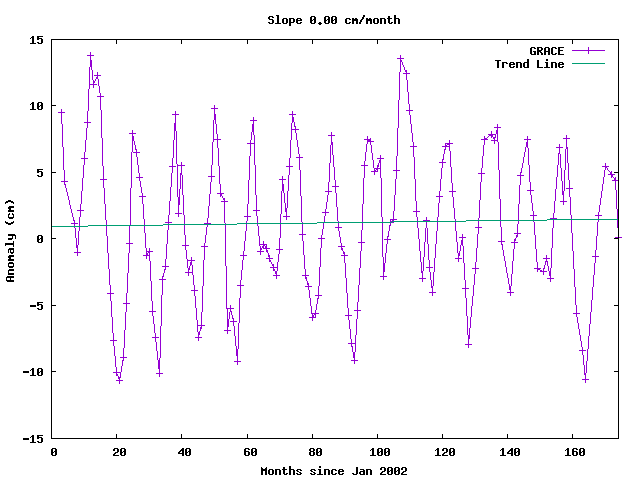 Slope 0.00 cm/month
GRACE
Trend Line
15
10
5
0
-5
-10
-15
Anomaly (cm)
0 20 40 60 80 100 120 140 160
Months since Jan 2002